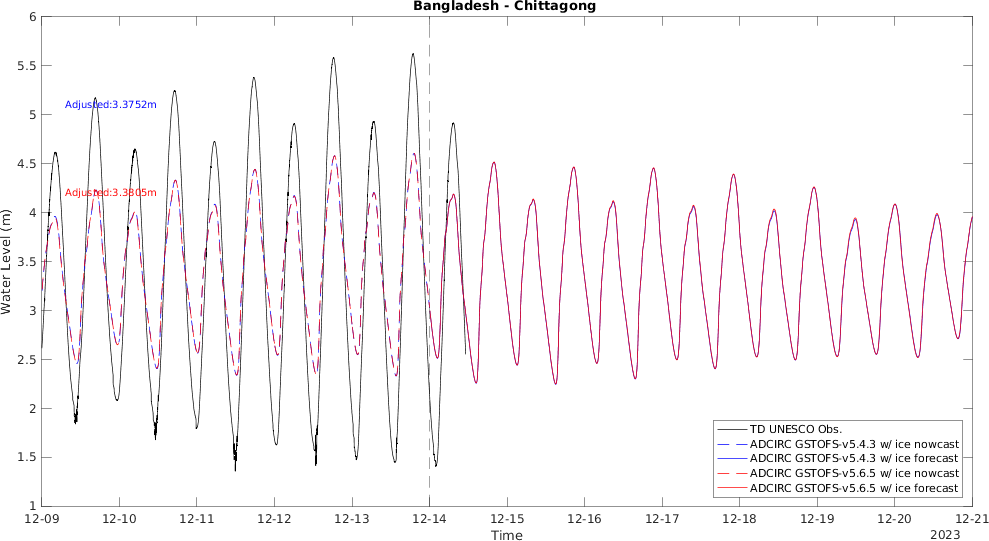 Bangladesh - Chittagong
6
5.5
5
4.5
4
3.5
3
2.5
2
1.5
1
Water Level (m)
Adjusted:3.3752m
Adjusted:3.3305m
TD UNESCO Obs.
ADCIRC GSTOFS-v5.4.3 w/ ice nowcast
ADCIRC GSTOFS-v5.4.3 w/ ice forecast
ADCIRC GSTOFS-v5.6.5 w/ ice nowcast
ADCIRC GSTOFS-v5.6.5 w/ ice forecast
12-09 12-10 12-11 12-12 12-13 12-14 12-15 12-16 12-17 12-18 12-19 12-20 12-21
Time
2023